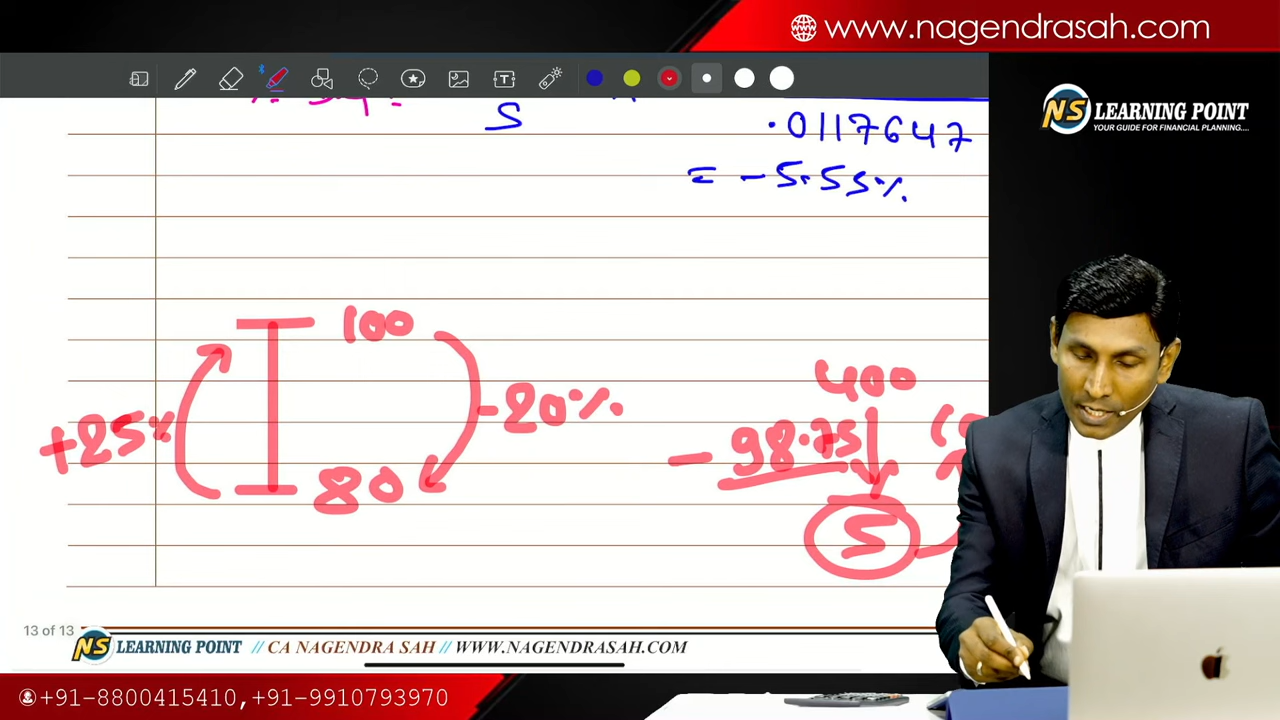 www.nagendrasah.com
NS LEARNING POINT
YOUR GUIDE FOR FINANCIAL PLANNING....
S
.0117647
= -5.55%
100
+25%
-20%
80
400
- 98.75
5
13 of 13
NS LEARNING POINT // CA NAGENDRA SAH // WWW.NAGENDRASAH.COM
+91-8800415410,+91-9910793970